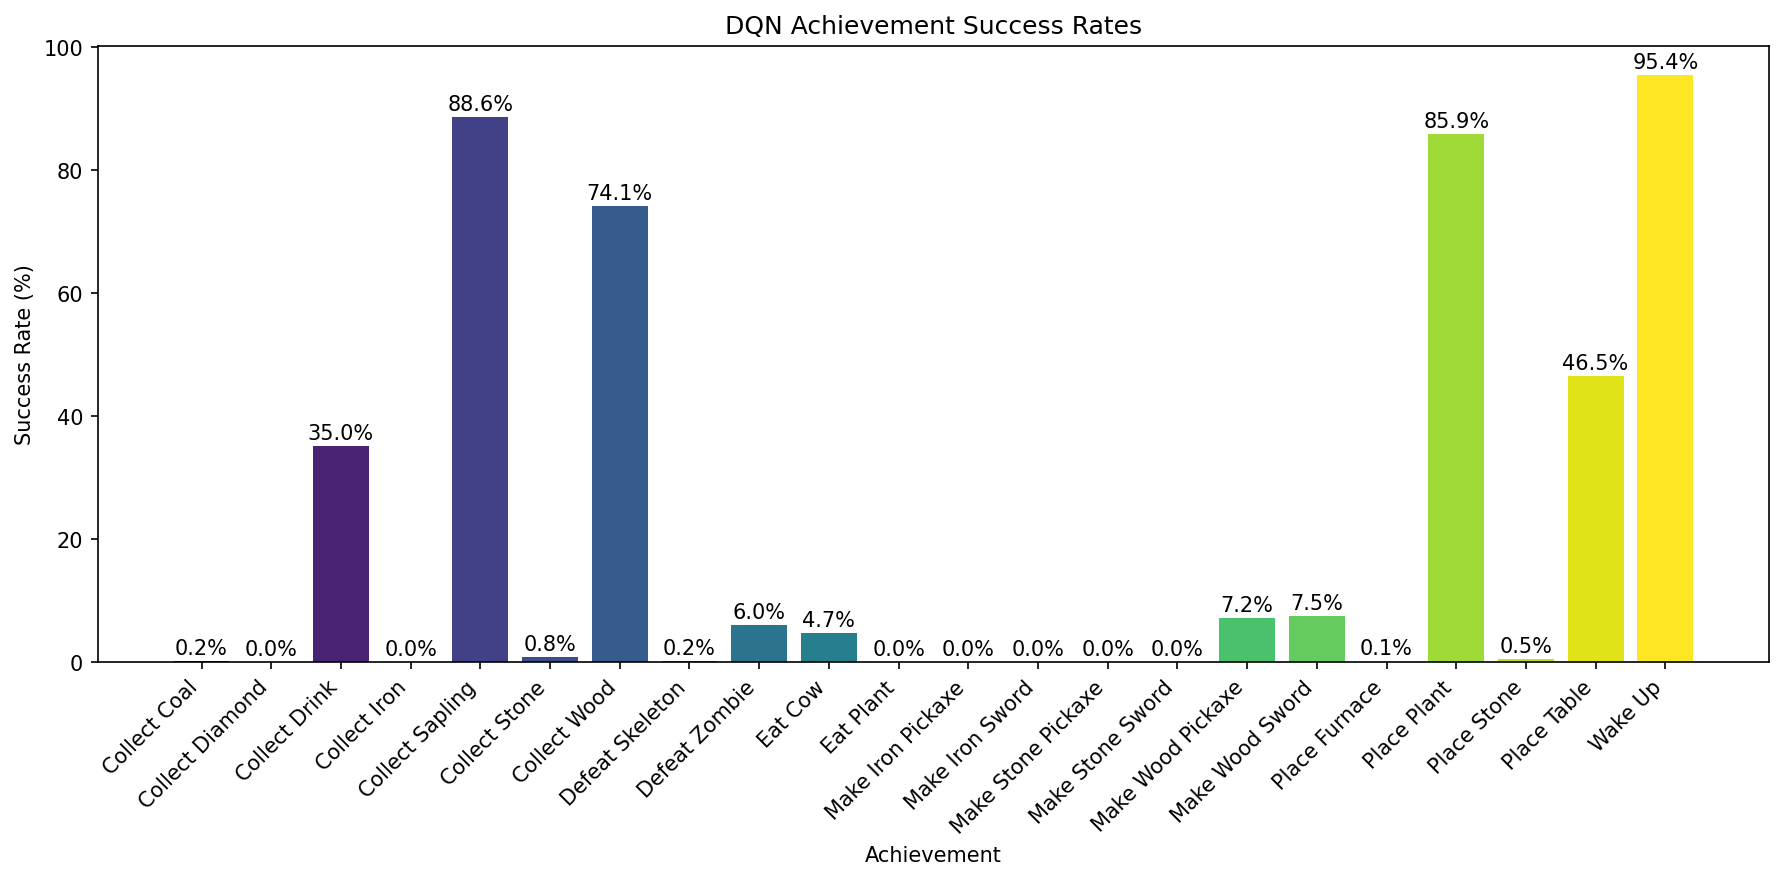 DQN Achievement Success Rates
Success Rate (%)
100
80
60
40
20
0
0.2%
0.0%
35.0%
0.0%
88.6%
0.8%
74.1%
0.2%
6.0%
4.7%
0.0%
0.0%
0.0%
0.0%
0.0%
7.2%
7.5%
0.1%
85.9%
0.5%
46.5%
95.4%
Collect Coal
Collect Diamond
Collect Drink
Collect Iron
Collect Sapling
Collect Stone
Collect Wood
Defeat Skeleton
Defeat Zombie
Eat Cow
Eat Plant
Make Iron Pickaxe
Make Iron Sword
Make Stone Pickaxe
Make Stone Sword
Make Wood Pickaxe
Make Wood Sword
Place Furnace
Place Plant
Place Stone
Place Table
Wake Up
Achievement